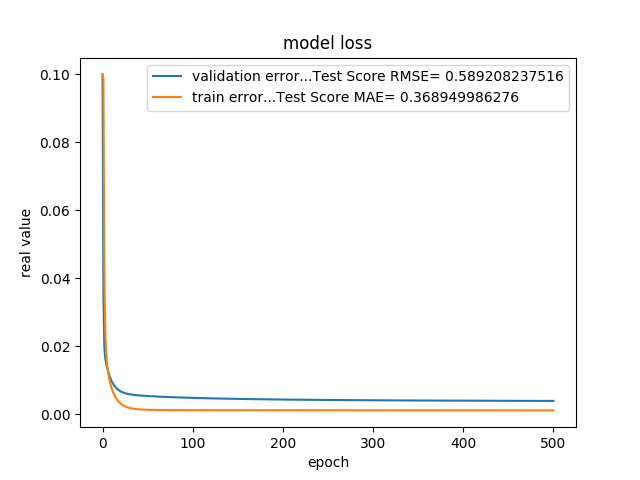 model loss
validation error...Test Score RMSE= 0.589208237516
train error...Test Score MAE= 0.368949986276
0.10
0.08
0.06
0.04
0.02
0.00
real value
0 100 200 300 400 500
epoch